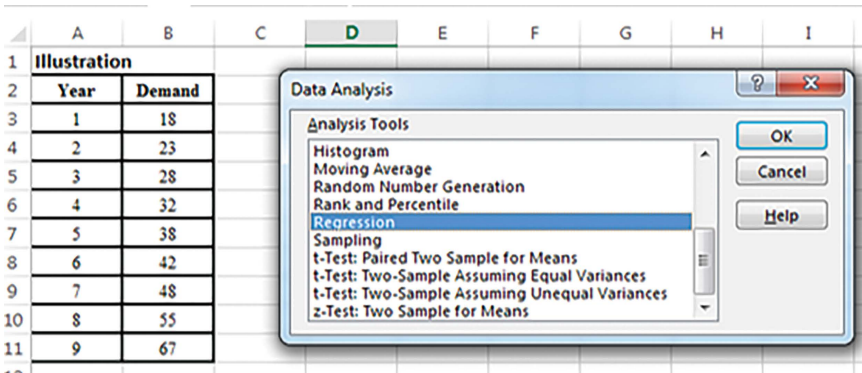 A B C D E F G H I
1 Illustration
2 Year Demand
3 1 18
4 2 23
5 3 28
6 4 32
7 5 38
8 6 42
9 7 48
10 8 55
11 9 67
Data Analysis
?
Analysis Tools
Histogram
Moving Average
Random Number Generation
Rank and Percentile
Regression
Sampling
t-Test: Paired Two Sample for Means
t-Test: Two-Sample Assuming Equal Variances
t-Test: Two-Sample Assuming Unequal Variances
z-Test: Two Sample for Means
OK
Cancel
Help